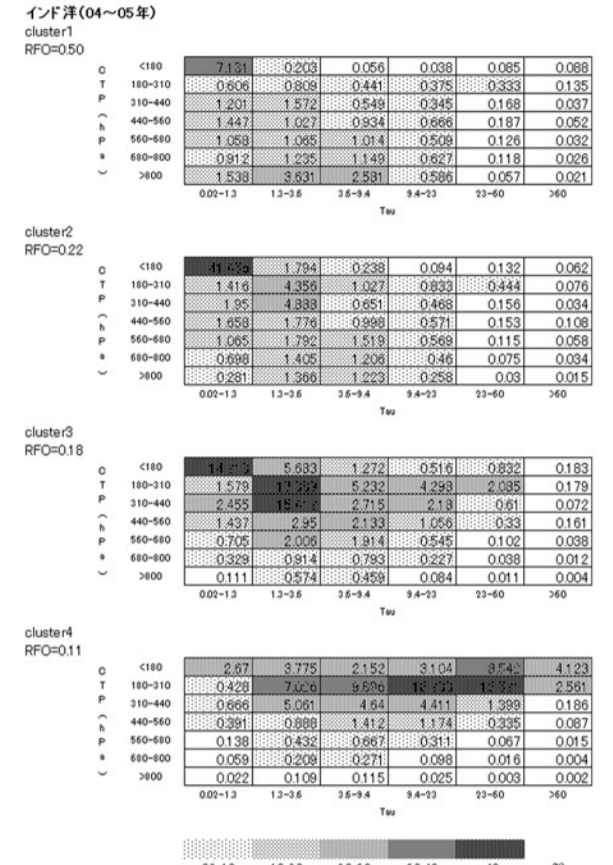 インド洋(04～05年)
cluster1
RFO=0.50
CTP(hPa)
<180 7.131 0.203 0.056 0.038 0.085 0.088
180-310 0.606 0.809 0.441 0.375 0.333 0.135
310-440 1.201 1.572 0.549 0.345 0.168 0.037
440-560 1.447 1.027 0.934 0.666 0.187 0.052
560-680 1.058 1.065 1.014 0.509 0.126 0.032
680-800 0.912 1.235 1.149 0.627 0.118 0.026
>800 1.538 3.631 2.581 0.586 0.057 0.021
0.02-1.3 1.3-3.6 3.6-9.4 9.4-23 23-60 >60
Tau
cluster2
RFO=0.22
CTP(hPa)
<180 1.794 0.238 0.094 0.132 0.062
180-310 1.416 4.356 1.027 0.833 0.444 0.076
310-440 1.95 4.888 0.651 0.468 0.156 0.034
440-560 1.658 1.776 0.998 0.571 0.153 0.108
560-680 1.065 1.792 1.519 0.569 0.115 0.058
680-800 0.698 1.405 1.206 0.46 0.075 0.034
>800 0.281 1.366 1.223 0.258 0.03 0.015
0.02-1.3 1.3-3.6 3.6-9.4 9.4-23 23-60 >60
Tau
cluster3
RFO=0.18
CTP(hPa)
<180 5.683 1.272 0.516 0.832 0.183
180-310 1.579 5.232 4.293 2.085 0.179
310-440 2.455 2.715 2.18 0.61 0.072
440-560 1.437 2.95 2.133 1.056 0.33 0.161
560-680 0.705 2.006 1.914 0.545 0.102 0.038
680-800 0.329 0.914 0.793 0.227 0.038 0.012
>800 0.111 0.574 0.459 0.084 0.011 0.004
0.02-1.3 1.3-3.6 3.6-9.4 9.4-23 23-60 >60
Tau
cluster4
RFO=0.11
CTP(hPa)
<180 2.67 3.775 2.152 3.104 8.542 4.123
180-310 0.428 7.026 9.696 2.561
310-440 0.666 5.061 4.64 4.411 1.399 0.186
440-560 0.391 0.888 1.412 1.174 0.335 0.087
560-680 0.138 0.432 0.667 0.311 0.067 0.015
680-800 0.059 0.209 0.271 0.098 0.016 0.004
>800 0.022 0.109 0.115 0.025 0.003 0.002
0.02-1.3 1.3-3.6 3.6-9.4 9.4-23 23-60 >60
Tau